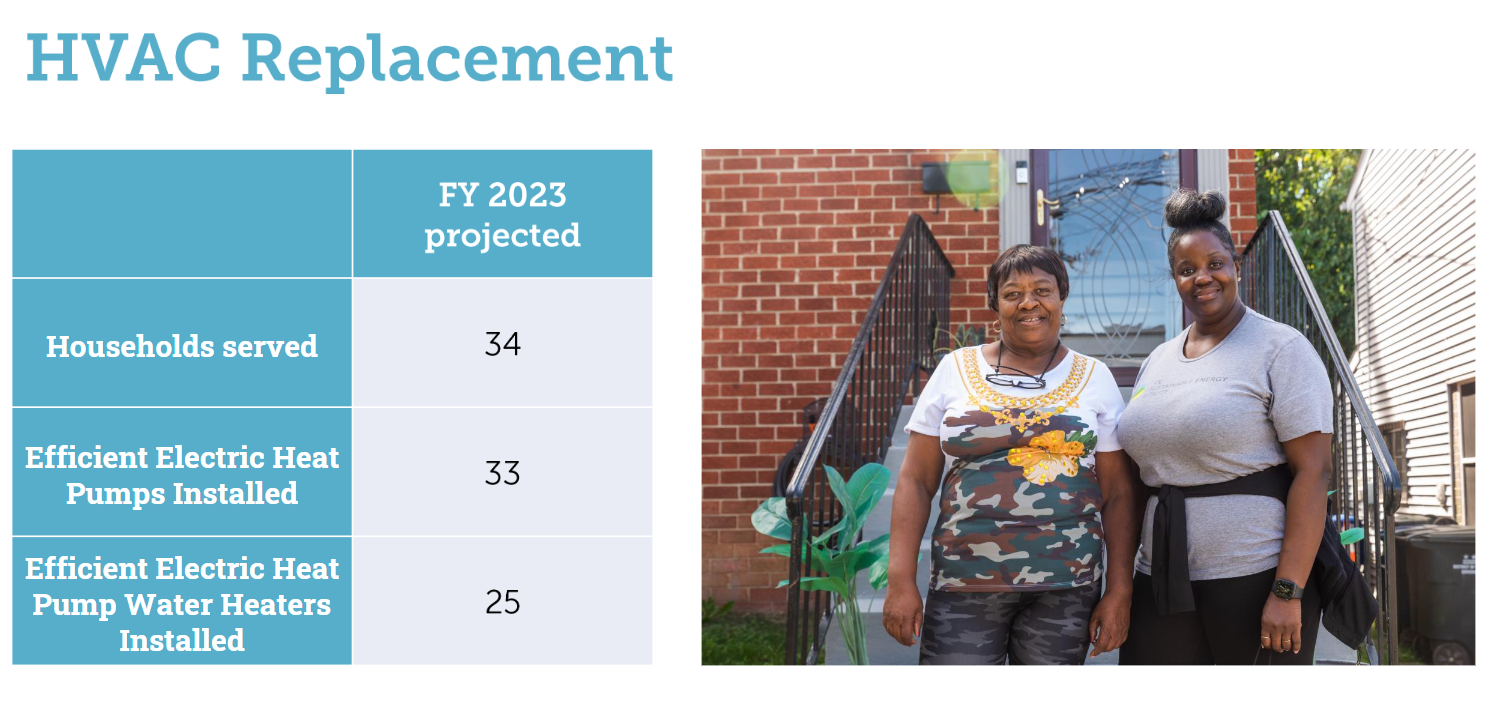 HVAC Replacement
FY 2023
projected
Households served
34
Efficient Electric Heat
Pumps Installed
33
Efficient Electric Heat
Pump Water Heaters
Installed
25
ENERGY